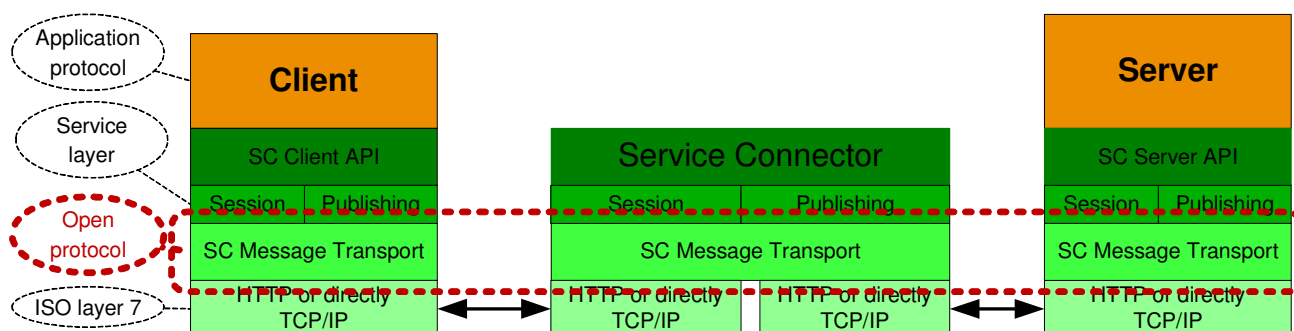 Application
protocol
Client
Server
Service
layer
SC Client API
Service Connector
SC Server API
Session
Publishing
Session
Publishing
Session
Publishing
Open
protocol
SC Message Transport
SC Message Transport
SC Message Transport
ISO layer 7
HTTP or directly
TCP/IP
HTTP or directly
TCP/IP
HTTP or directly
TCP/IP
HTTP or directly
TCP/IP